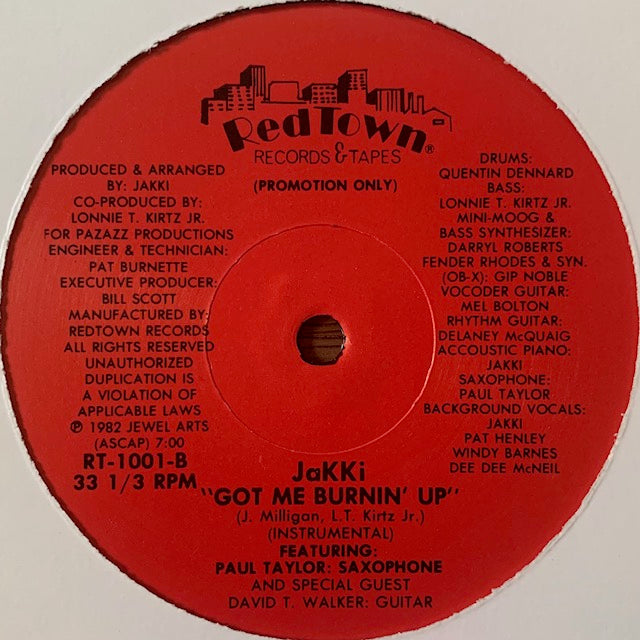 RedTown®
RECORDS & TAPES
(PROMOTION ONLY)
PRODUCED & ARRANGED
BY: JAKKI
CO-PRODUCED BY:
LONNIE T. KIRTZ JR.
FOR PAZAZZ PRODUCTIONS
ENGINEER & TECHNICIAN:
PAT BURNETTE
EXECUTIVE PRODUCER:
BILL SCOTT
MANUFACTURED BY:
REDTOWN RECORDS
ALL RIGHTS RESERVED
UNAUTHORIZED
DUPLICATION IS
A VIOLATION OF
APPLICABLE LAWS
℗ 1982 JEWEL ARTS
(ASCAP) 7:00
RT-1001-B
33 1/3 RPM
DRUMS:
QUENTIN DENNARD
BASS:
LONNIE T. KIRTZ JR.
MINI-MOOG &
BASS SYNTHESIZER:
DARRYL ROBERTS
FENDER RHODES & SYN.
(OB-X): GIP NOBLE
VOCODER GUITAR:
MEL BOLTON
RHYTHM GUITAR:
DELANEY McQUAIG
ACCOUSTIC PIANO:
JAKKI
SAXOPHONE:
PAUL TAYLOR
BACKGROUND VOCALS:
JAKKI
PAT HENLEY
WINDY BARNES
DEE DEE McNEIL
JaKKi
"GOT ME BURNIN' UP"
(J. Milligan, L.T. Kirtz Jr.)
(INSTRUMENTAL)
FEATURING:
PAUL TAYLOR: SAXOPHONE
AND SPECIAL GUEST
DAVID T. WALKER: GUITAR